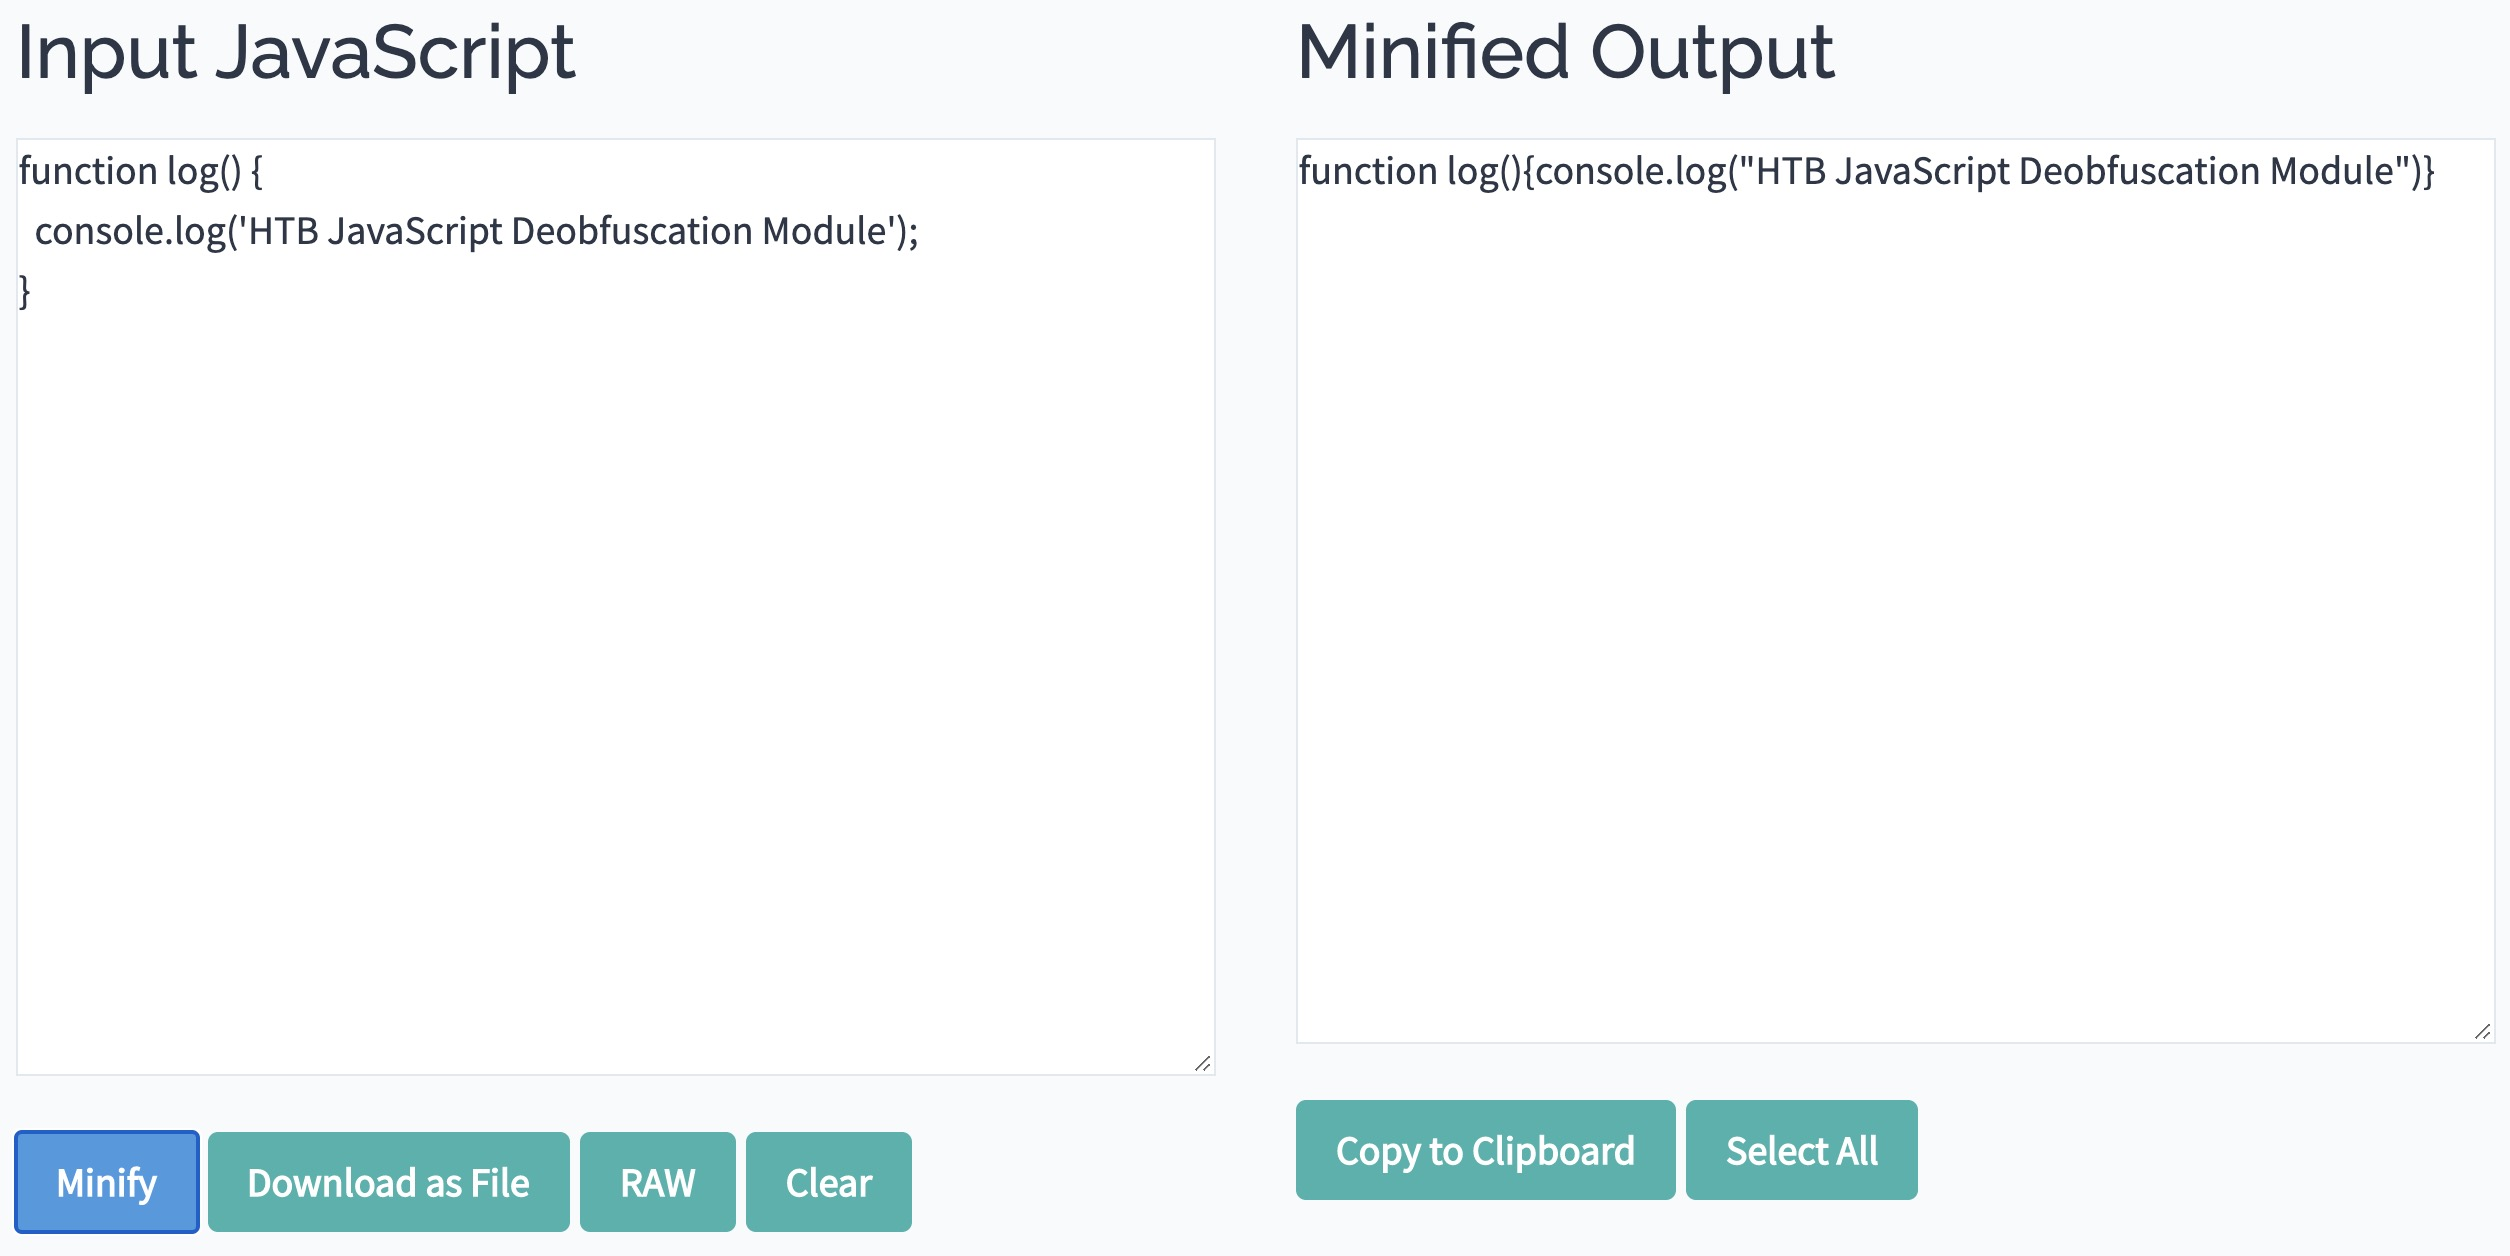 Input JavaScript
function log() {
  console.log('HTB JavaScript Deobfuscation Module');
}
Minify
Download as File
RAW
Clear
Minified Output
function log(){console.log("HTB JavaScript Deobfuscation Module")}
Copy to Clipboard
Select All